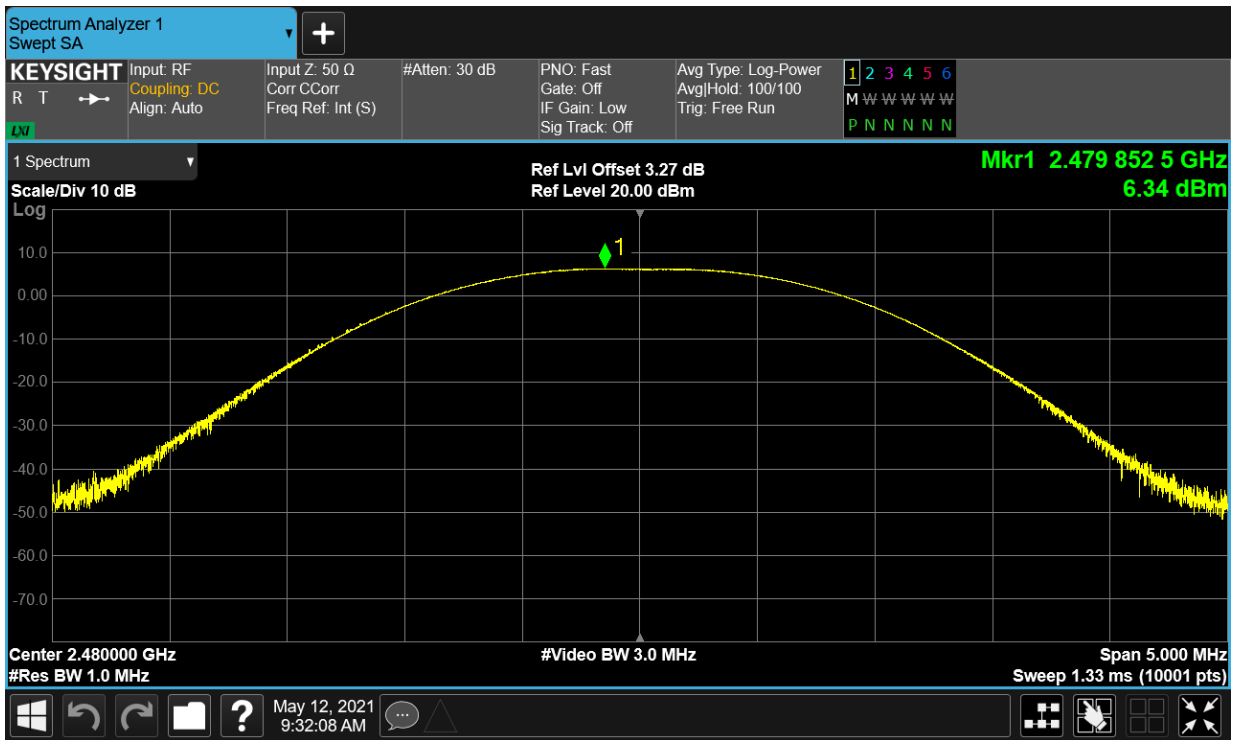 Spectrum Analyzer 1
Swept SA
+
KEYSIGHT
R T
LXI
Input: RF
Coupling: DC
Align: Auto
Input Z: 50 Ω
Corr CCorr
Freq Ref: Int (S)
#Atten: 30 dB
PNO: Fast
Gate: Off
IF Gain: Low
Sig Track: Off
Avg Type: Log-Power
Avg|Hold: 100/100
Trig: Free Run
1 2 3 4 5 6
M W W W W W
P N N N N N
1 Spectrum
Scale/Div 10 dB
Log
Ref Lvl Offset 3.27 dB
Ref Level 20.00 dBm
Mkr1 2.479 852 5 GHz
6.34 dBm
1
10.0
0.00
-10.0
-20.0
-30.0
-40.0
-50.0
-60.0
-70.0
Center 2.480000 GHz
#Res BW 1.0 MHz
#Video BW 3.0 MHz
Span 5.000 MHz
Sweep 1.33 ms (10001 pts)
?
May 12, 2021
9:32:08 AM